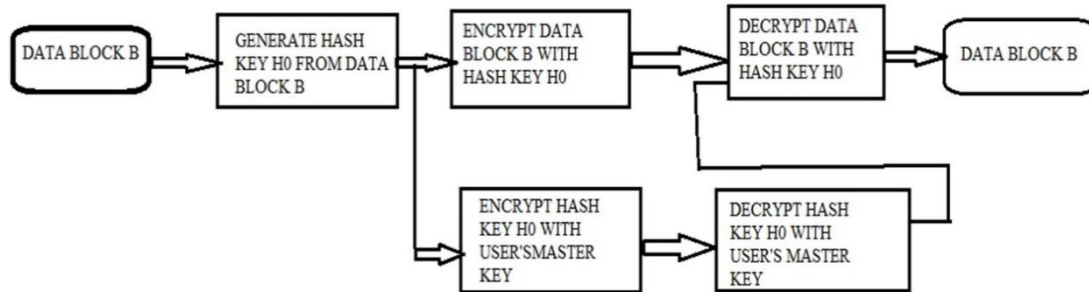 DATA BLOCK B
GENERATE HASH
KEY H0 FROM DATA
BLOCK B
ENCRYPT DATA
BLOCK B WITH
HASH KEY H0
DECRYPT DATA
BLOCK B WITH
HASH KEY H0
DATA BLOCK B
ENCRYPT HASH
KEY H0 WITH
USER'SMASTER
KEY
DECRYPT HASH
KEY H0 WITH
USER'S MASTER
KEY